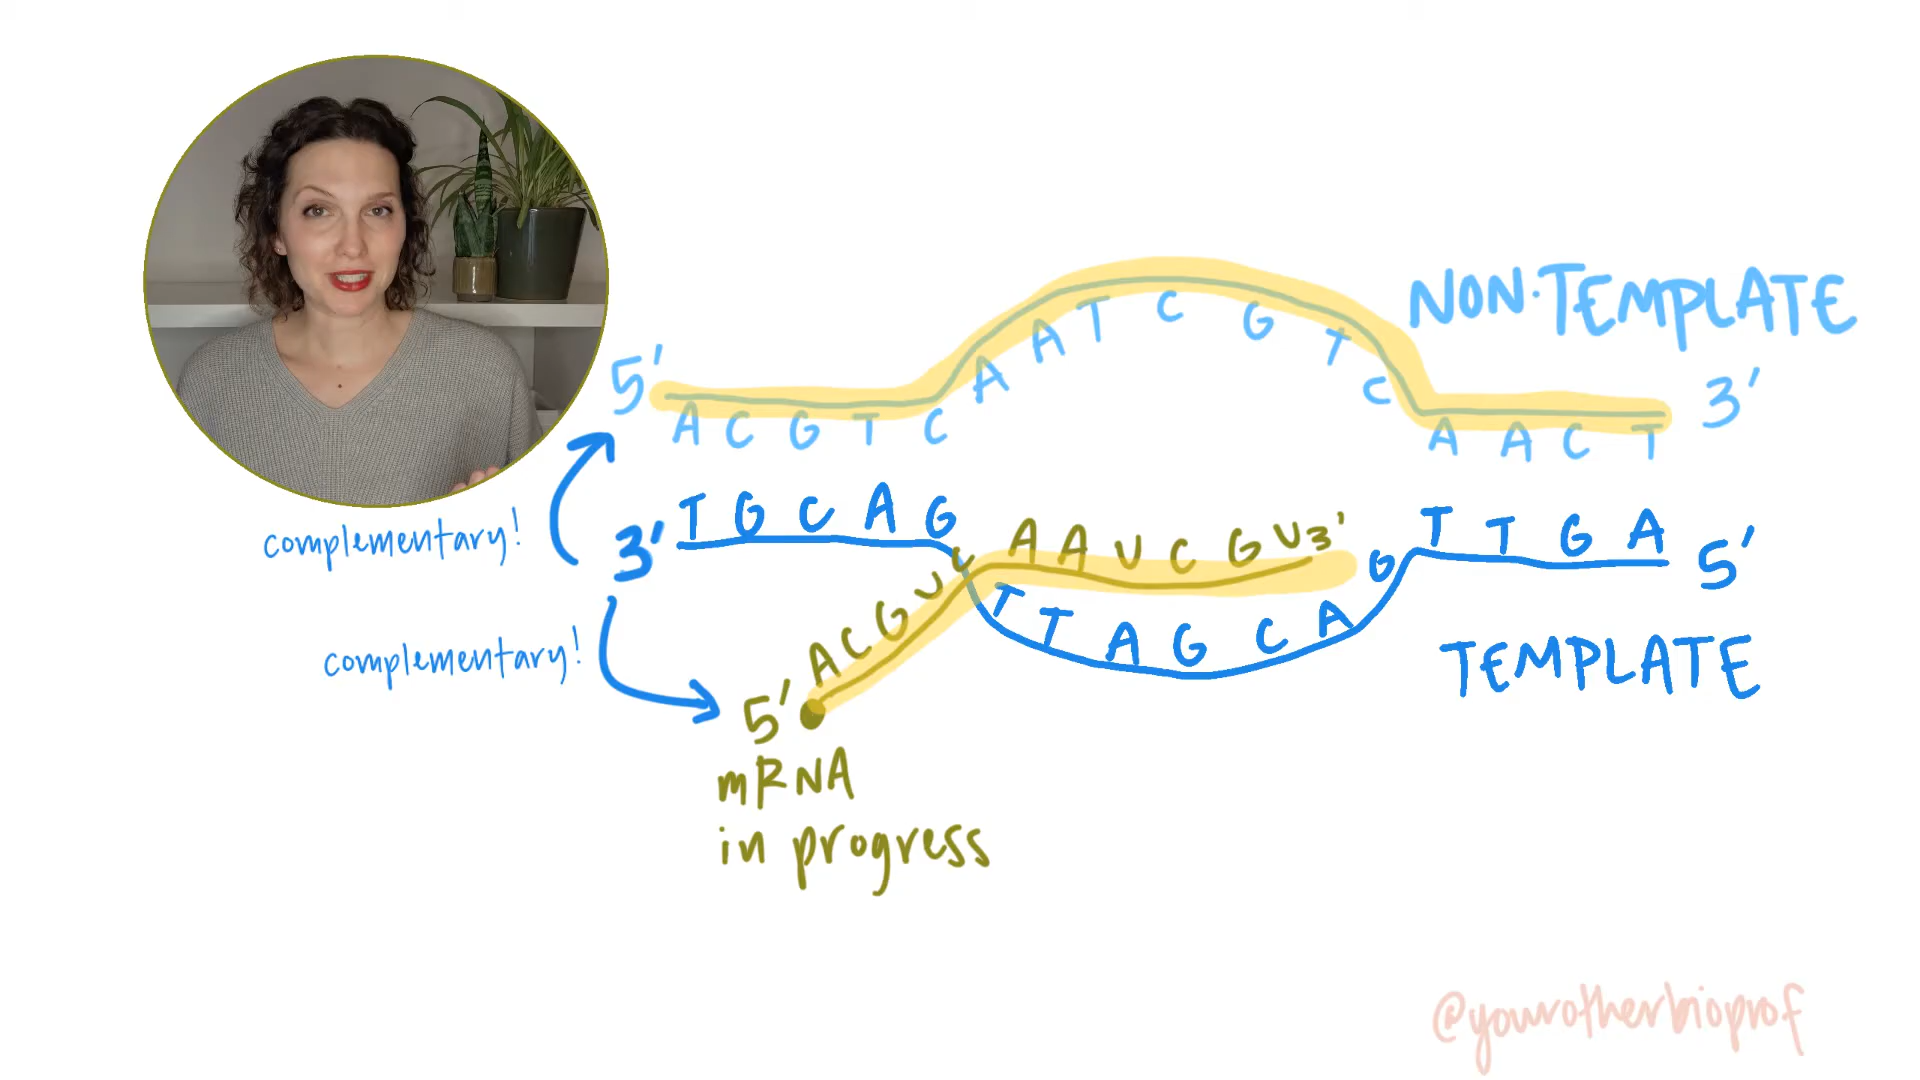 NON-TEMPLATE
5' A C G T C A A T C G T C A A C T 3'
complementary!
3' T G C A G T T A G C A G T T G A 5'
complementary!
TEMPLATE
5' A C G U C A A U C G U 3'
mRNA
in progress
@yourotherbioprof